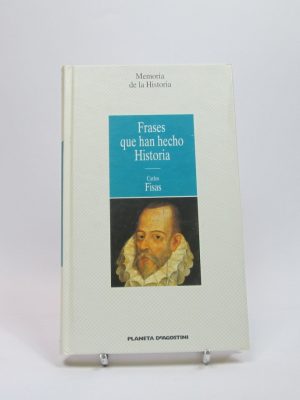 Memoria
de la Historia
Frases
que han hecho
Historia
Carlos
Fisas
PLANETA DEAGOSTINI